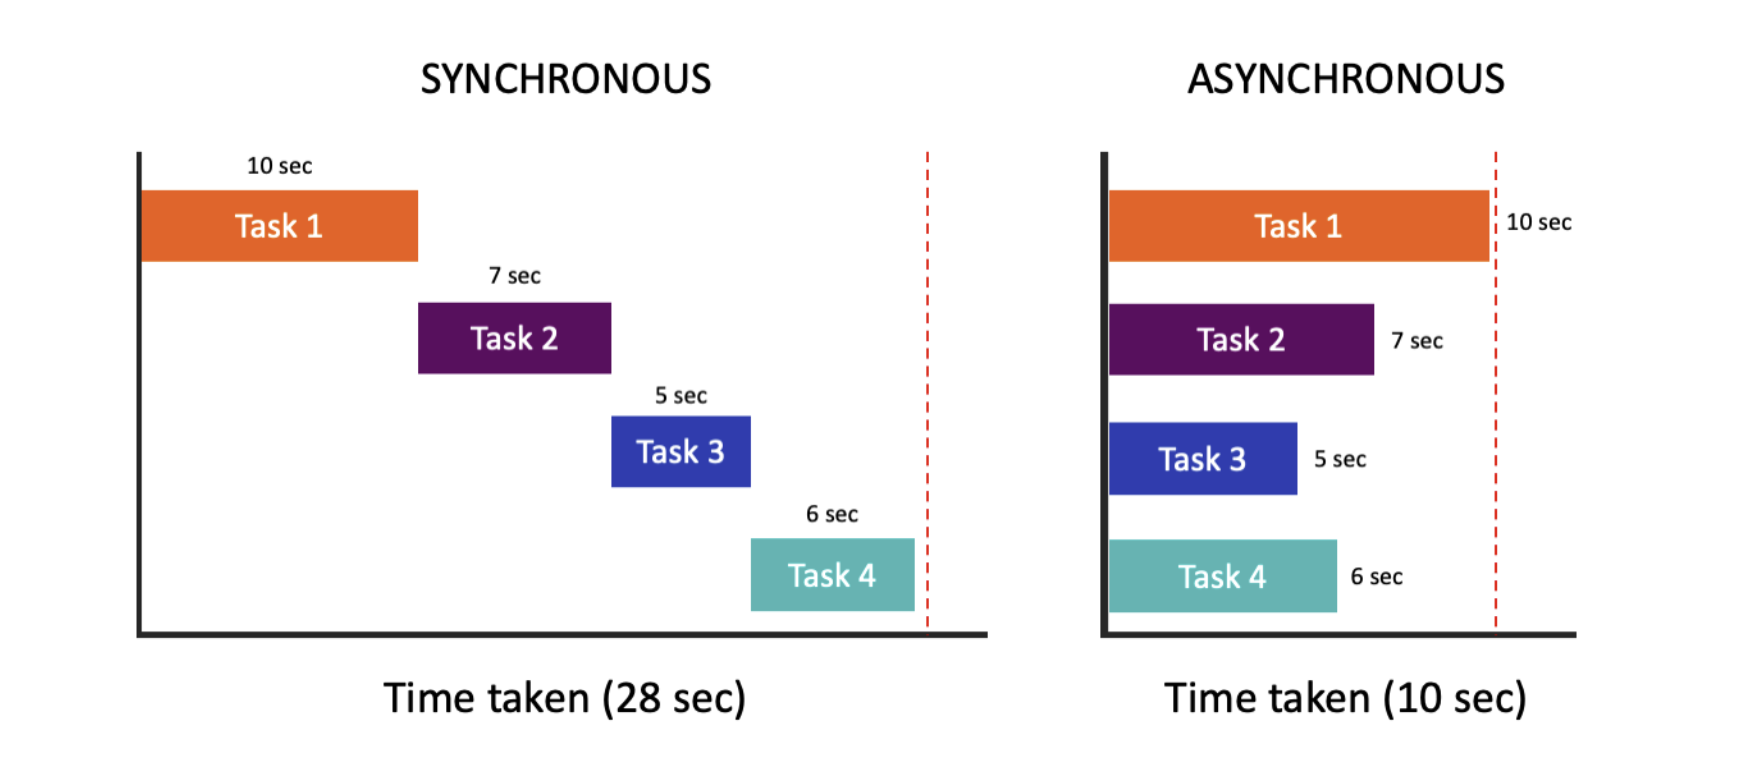 SYNCHRONOUS
10 sec
Task 1
7 sec
Task 2
5 sec
Task 3
6 sec
Task 4
Time taken (28 sec)
ASYNCHRONOUS
Task 1
10 sec
Task 2
7 sec
Task 3
5 sec
Task 4
6 sec
Time taken (10 sec)